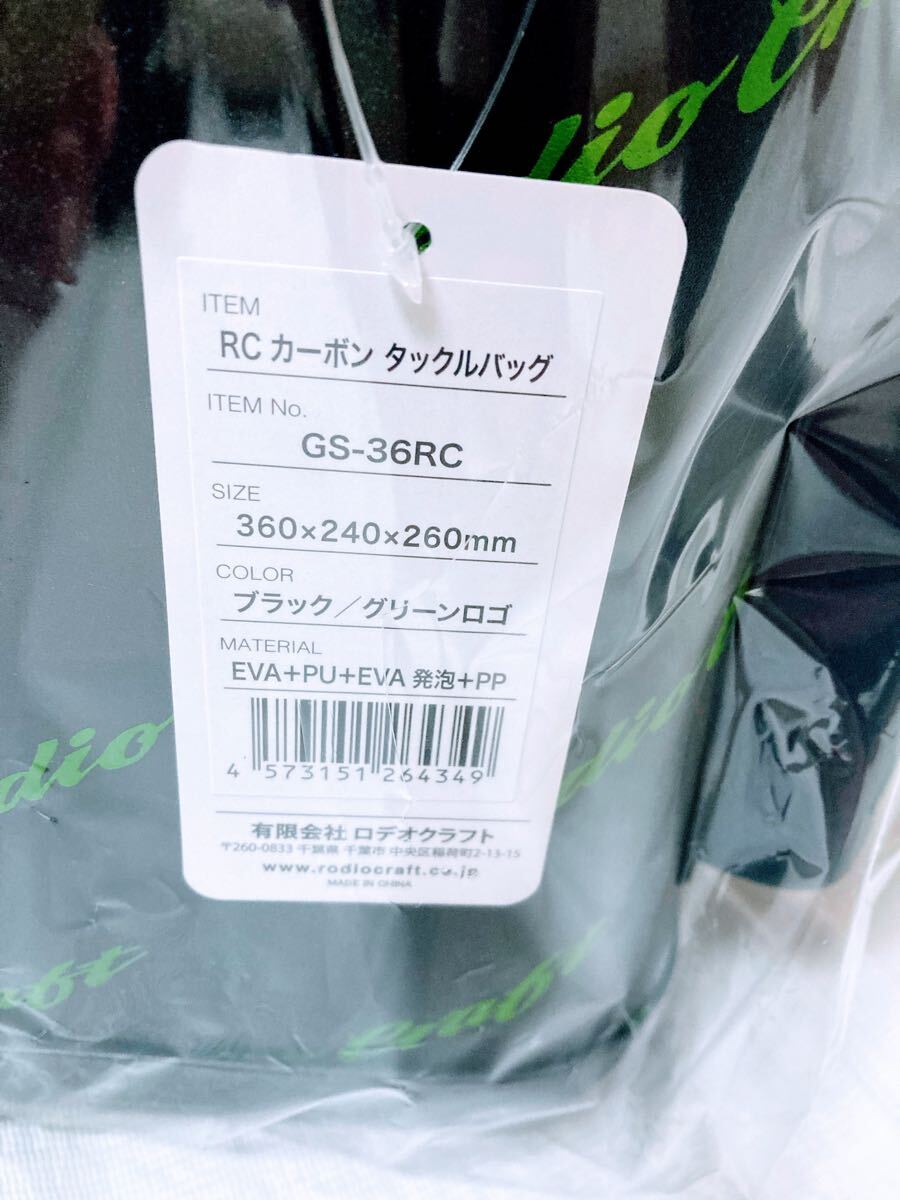 dio Cr
ITEM
RC カーボン タックルバッグ
ITEM No.
GS-36RC
SIZE
360×240×260mm
COLOR
ブラック／グリーンロゴ
MATERIAL
EVA+PU+EVA 発泡+PP
4 573151 264349
有限会社 ロデオクラフト
〒260-0833 千葉県 千葉市 中央区稲荷町2-13-15
www.rodiocraft.co.jp
MADE IN CHINA
dio
dio
aft
Craft